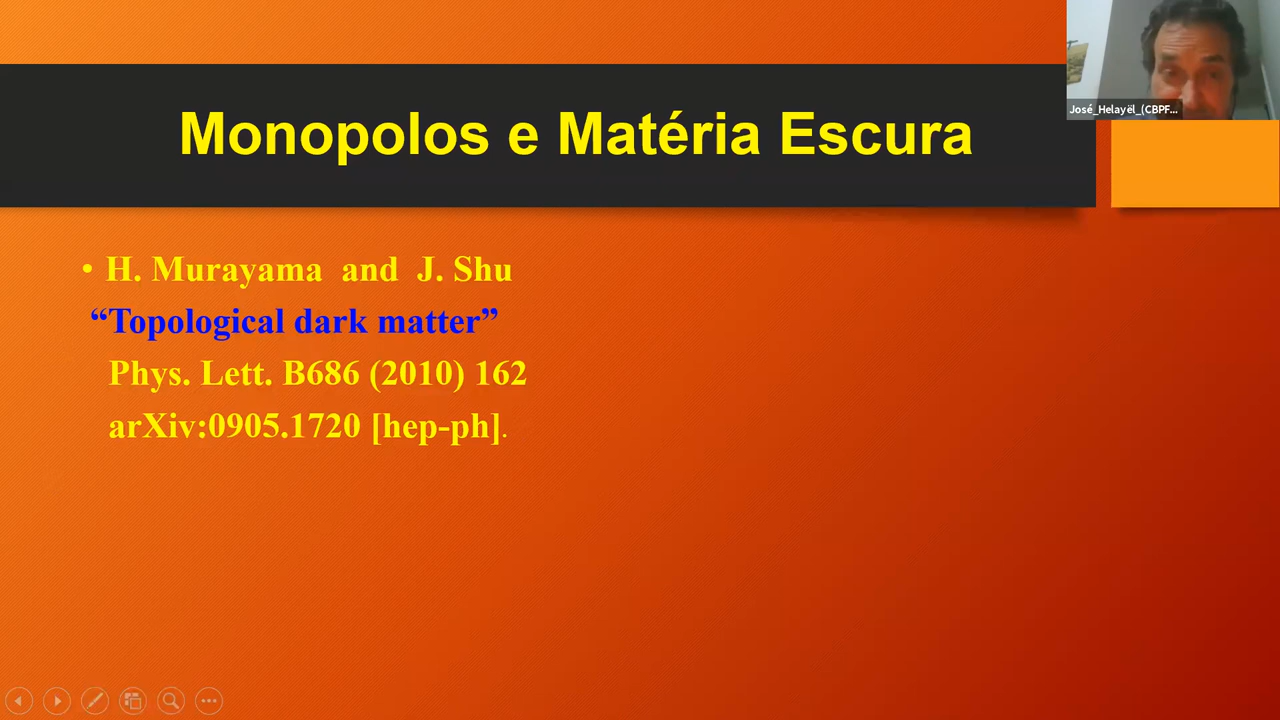 Monopolos e Matéria Escura
José_Helayël_(CBPF...
• H. Murayama and J. Shu
“Topological dark matter”
Phys. Lett. B686 (2010) 162
arXiv:0905.1720 [hep-ph].